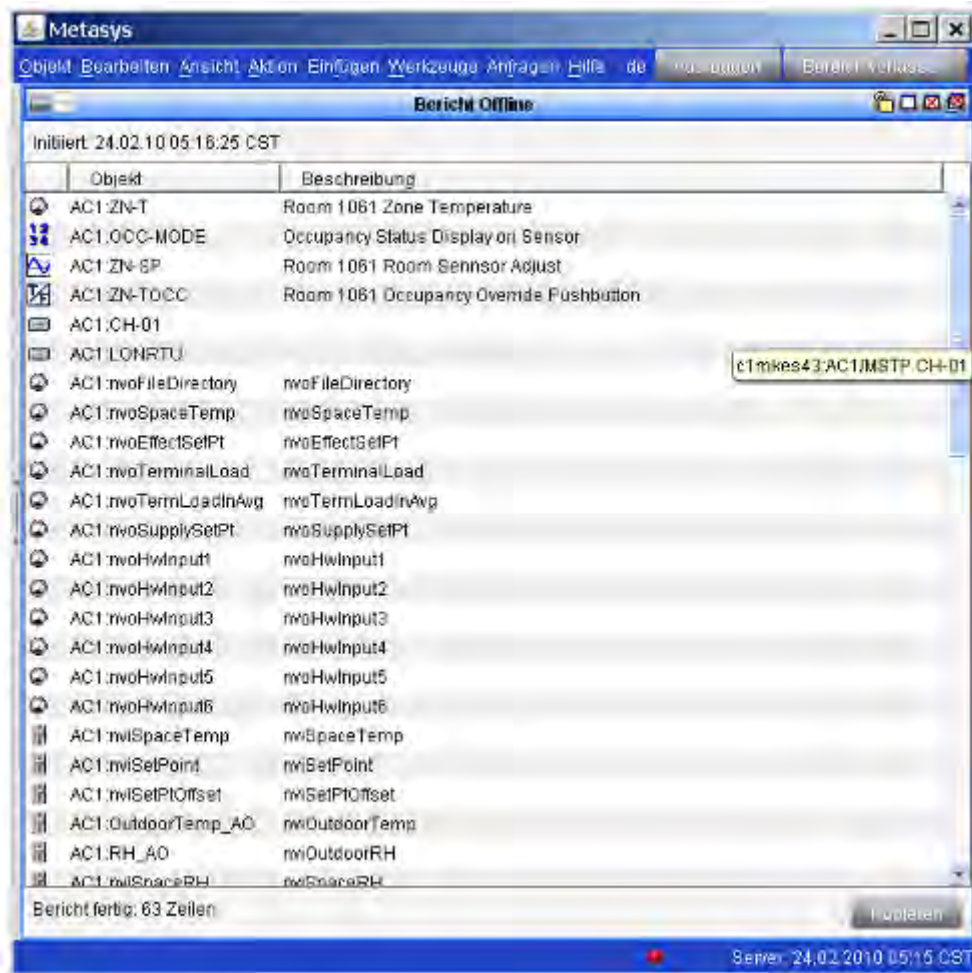 Metasys
Objekt Bearbeiten Ansicht Aktion Einfügen Werkzeuge Anfragen Hilfe de
Bericht Offline
Initiiert: 24.02.10 05:16:25 CST
Objekt Beschreibung
AC1:ZN-T Room 1061 Zone Temperature
AC1:OCC-MODE Occupancy Status Display on Sensor
AC1:ZN-SP Room 1061 Room Sennsor Adjust
AC1:ZN-TOCC Room 1061 Occupancy Override Pushbutton
AC1:CH-01
AC1:LONRTU
c1mkes43:AC1/MSTP.CH-01
AC1:nvoFileDirectory nvoFileDirectory
AC1:nvoSpaceTemp nvoSpaceTemp
AC1:nvoEffectSetPt nvoEffectSetPt
AC1:nvoTerminalLoad nvoTerminalLoad
AC1:nvoTermLoadInAvg nvoTermLoadInAvg
AC1:nvoSupplySetPt nvoSupplySetPt
AC1:nvoHwInput1 nvoHwInput1
AC1:nvoHwInput2 nvoHwInput2
AC1:nvoHwInput3 nvoHwInput3
AC1:nvoHwInput4 nvoHwInput4
AC1:nvoHwInput5 nvoHwInput5
AC1:nvoHwInput6 nvoHwInput6
AC1:nviSpaceTemp nviSpaceTemp
AC1:nviSetPoint nviSetPoint
AC1:nviSetPtOffset nviSetPtOffset
AC1:OutdoorTemp_AO nviOutdoorTemp
AC1:RH_AO nviOutdoorRH
AC1:nviSpaceRH nviSpaceRH
Bericht fertig: 63 Zeilen
Kopieren
Server: 24.02.2010 05:15 CST